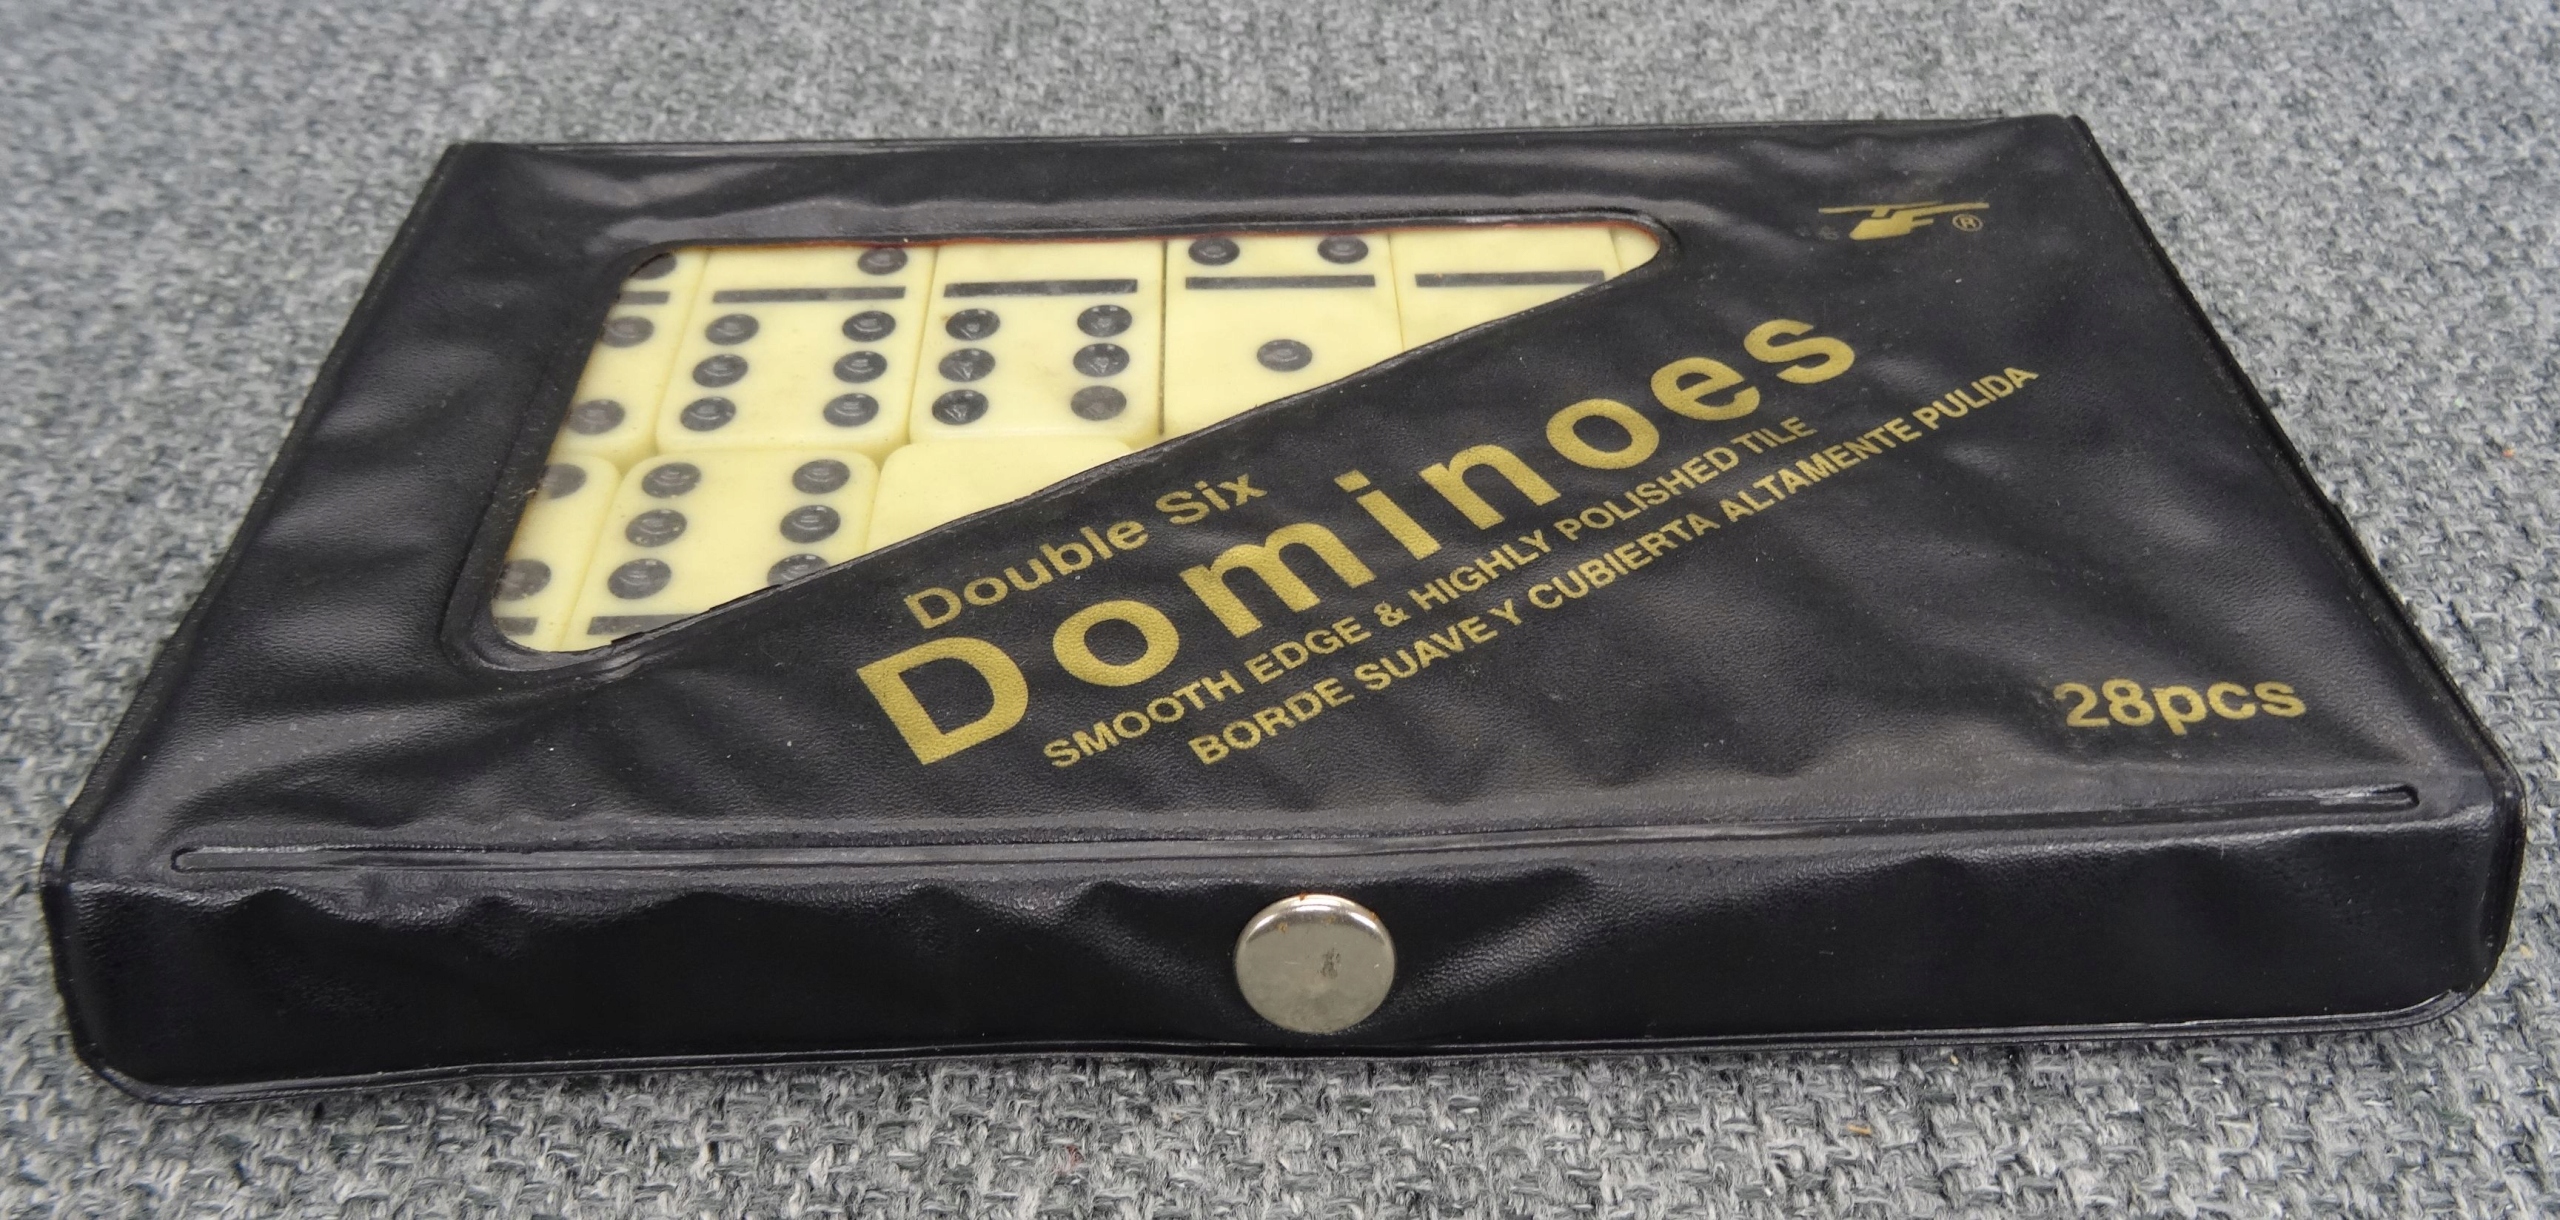 ®
Double Six
Dominoes
SMOOTH EDGE & HIGHLY POLISHED TILE
BORDE SUAVE Y CUBIERTA ALTAMENTE PULIDA
28pcs